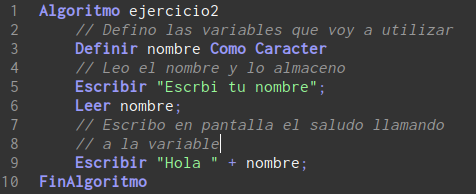 1 Algoritmo ejercicio2
2 // Defino las variables que voy a utilizar
3 Definir nombre Como Caracter
4 // Leo el nombre y lo almaceno
5 Escribir "Escrbi tu nombre";
6 Leer nombre;
7 // Escribo en pantalla el saludo llamando
8 // a la variable
9 Escribir "Hola " + nombre;
10 FinAlgoritmo